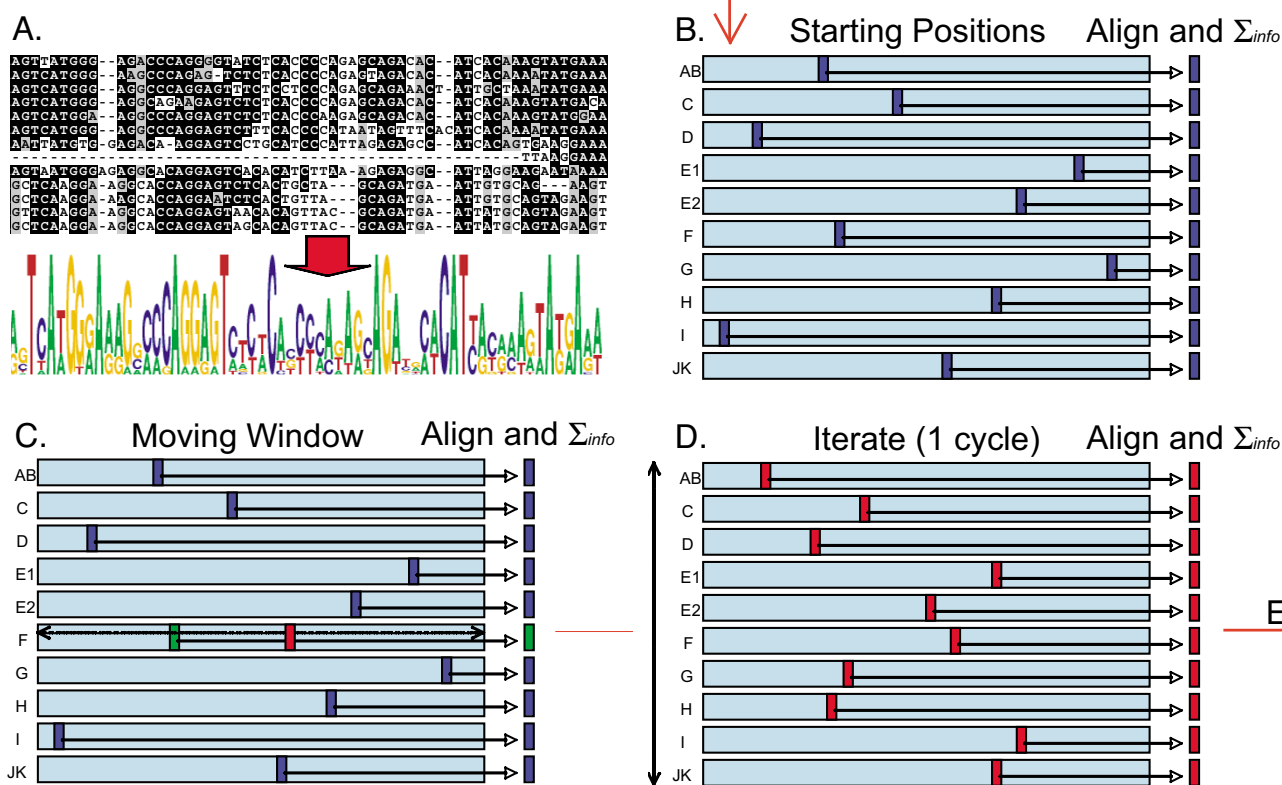 A.
AGTTATGGG--AGACCCAGGGGTATCTCACCCCAGAGCAGACAC--ATCACAAAGTATGAAA
AGTCATGGG--AAGCCCAGAG-TCTCTCACCCCAGAGTAGACAC--ATCACAAAATATGAAA
AGTCATGGG--AGGCCCAGGAGTTTCTCCTCCCAGAGCAGAAACT-ATTGCTAAATATGAAA
AGTCATGGG--AGGCAGAAGAGTCTCTCACCCCAGAGCAGACAC--ATCACAAAGTATGACA
AGTCATGGA--AGGCCCAGGAGTCTCTCACCCAAGAGCAGACAC--ATCACAAAGTATGGAA
AGTCATGGG--AGGCCCAGGAGTCTTTCACCCCATAATAGTTTCACATCACAAAATATGAAA
AATTATGTG-GAGACA-AGGAGTCCTGCATCCCATTAGAGAGCC--ATCACAGTGAAGGAAA
-----------------------------------------------------TTAAGGAAA
AGTAATGGGAGAGGCACAGGAGTCACACATCTTAA-AGAGAGGC--ATTAGGAAGAATAAAA
GCTCAAGGA-AGGCACCAGGAGTCTCACTGCTA---GCAGATGA--ATTGTGCAG---AAGT
GCTCAAGGA-AAGCACCAGGAATCTCACTGTTA---GCAGATGA--ATTGTGCAGTAGAAGT
GTTCAAGGA-AGGCACCAGGAGTAACACAGTTA---GCAGATGA--ATTATGCAGTAGAAGT
GCTCAAGGA-AGGCACCAGGAGTAGCACAGTTAC--GCAGATGA--ATTATGCAGTAGAAGT
B. Starting Positions Align and Σinfo
AB
C
D
E1
E2
F
G
H
I
JK
C. Moving Window Align and Σinfo
AB
C
D
E1
E2
F
G
H
I
JK
D. Iterate (1 cycle) Align and Σinfo
AB
C
D
E1
E2
F
G
H
I
JK
E